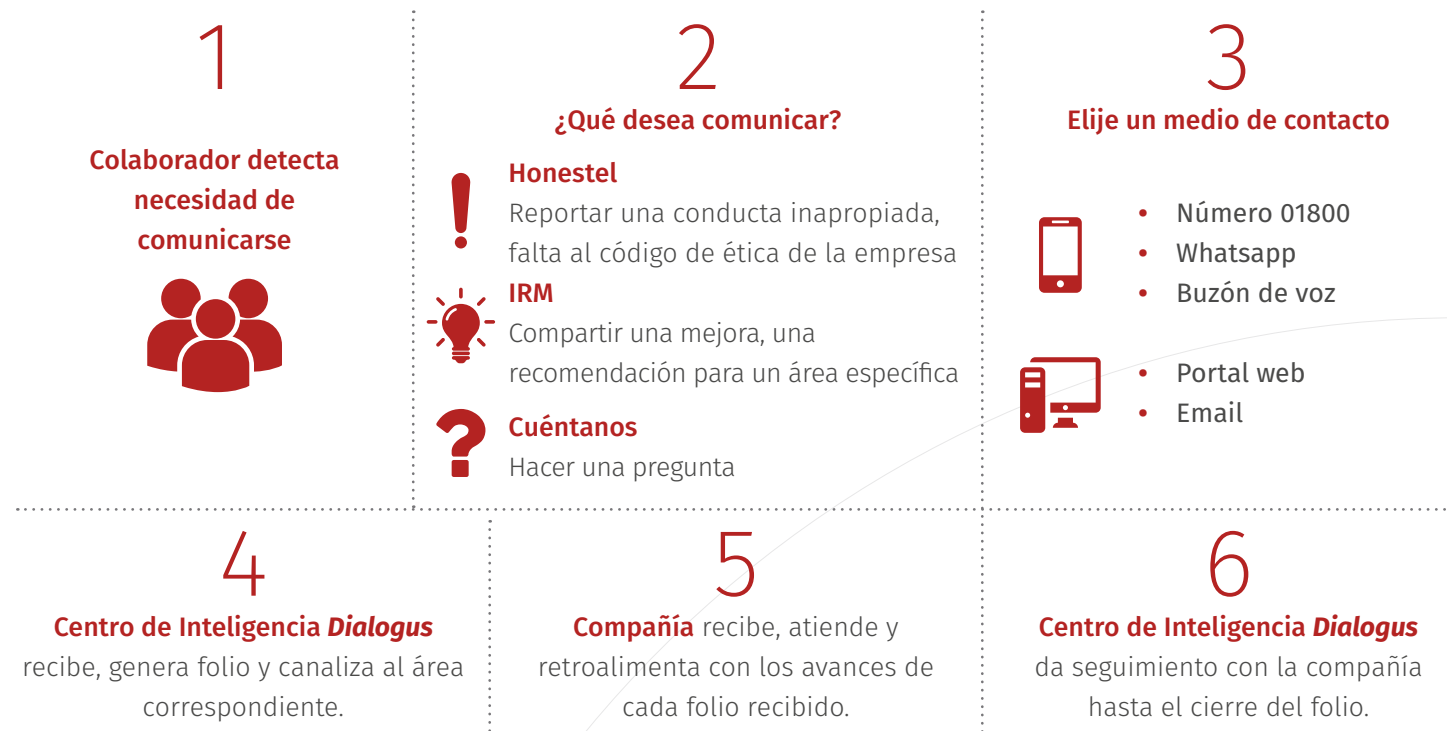 1
Colaborador detecta
necesidad de
comunicarse
2
¿Qué desea comunicar?
Honestel
Reportar una conducta inapropiada,
falta al código de ética de la empresa
IRM
Compartir una mejora, una
recomendación para un área específica
Cuéntanos
Hacer una pregunta
3
Elije un medio de contacto
• Número 01800
• Whatsapp
• Buzón de voz
• Portal web
• Email
4
Centro de Inteligencia Dialogus
recibe, genera folio y canaliza al área
correspondiente.
5
Compañía recibe, atiende y
retroalimenta con los avances de
cada folio recibido.
6
Centro de Inteligencia Dialogus
da seguimiento con la compañía
hasta el cierre del folio.